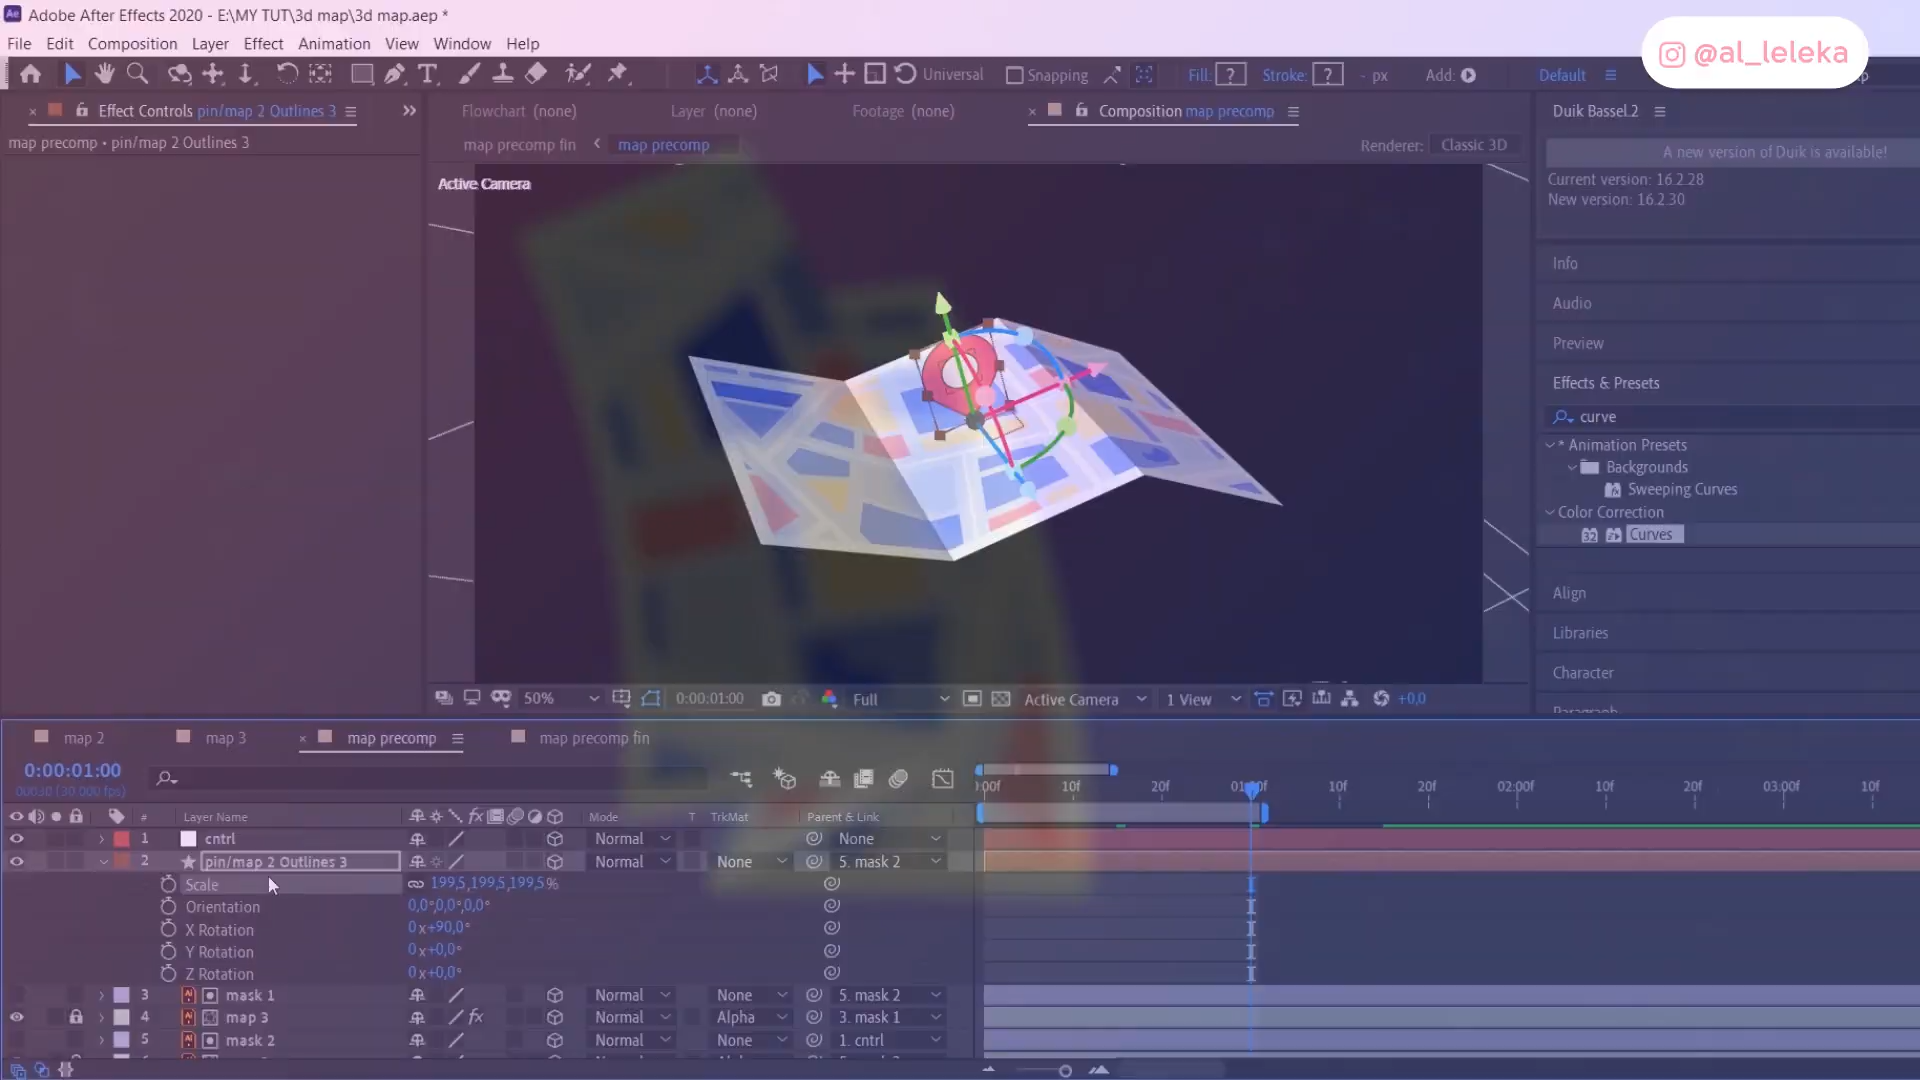 Adobe After Effects 2020 - E:\MY TUT\3d map\3d map.aep *
File Edit Composition Layer Effect Animation View Window Help
@al_leleka
Universal Snapping Fill: ? Stroke: ? - px Add: Default
Effect Controls pin/map 2 Outlines 3
Flowchart (none) Layer (none) Footage (none) Composition map precomp
Duik Bassel.2
map precomp • pin/map 2 Outlines 3
map precomp fin map precomp
Renderer: Classic 3D
A new version of Duik is available!
Current version: 16.2.28
New version: 16.2.30
Active Camera
Info
Audio
Preview
Effects & Presets
curve
* Animation Presets
Backgrounds
Sweeping Curves
Color Correction
32 Curves
Align
Libraries
Character
Paragraph
50% 0:00:01:00 Full Active Camera 1 View +0,0
map 2 map 3 map precomp map precomp fin
0:00:01:00
00030 (30.000 fps)
:00f 10f 20f 01:00f 10f 20f 02:00f 10f 20f 03:00f 10f
# Layer Name fx Mode T TrkMat Parent & Link
1 cntrl Normal None
2 pin/map 2 Outlines 3 Normal None 5. mask 2
Scale 199,5,199,5,199,5%
Orientation 0,0°,0,0°,0,0°
X Rotation 0x+90,0°
Y Rotation 0x+0,0°
Z Rotation 0x+0,0°
3 mask 1 Normal None 5. mask 2
4 map 3 fx Normal Alpha 3. mask 1
5 mask 2 Normal None 1. cntrl